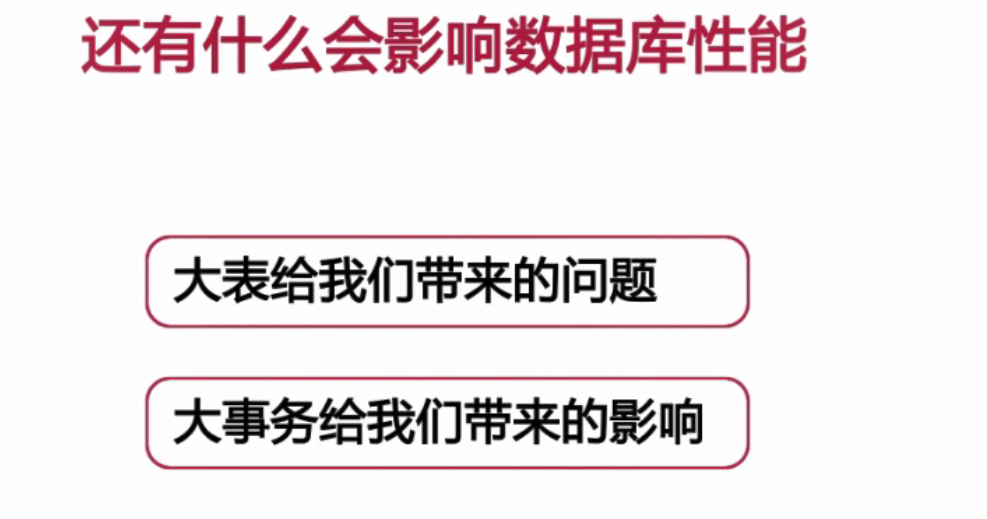 还有什么会影响数据库性能
大表给我们带来的问题
大事务给我们带来的影响